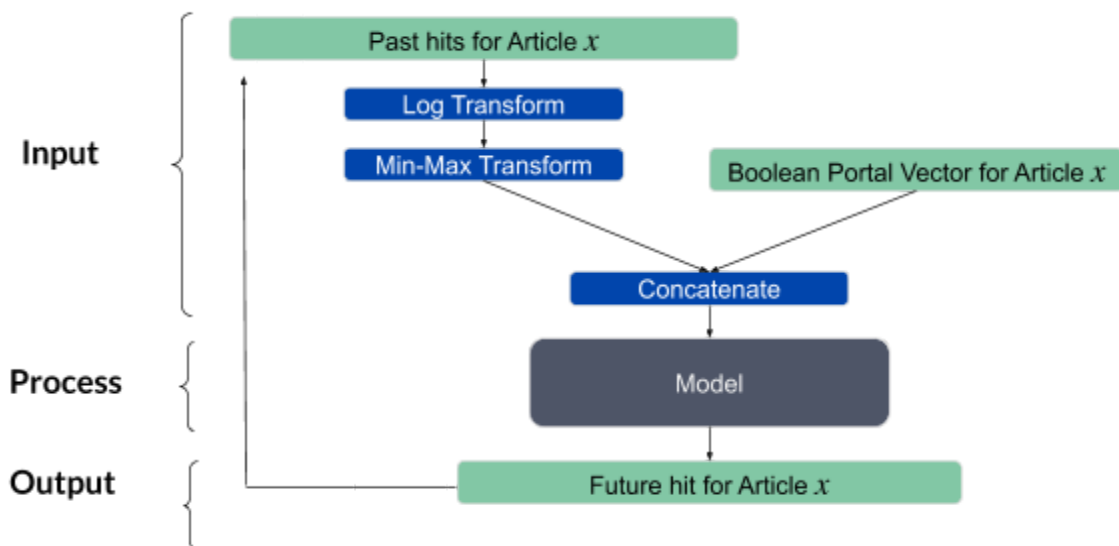 Past hits for Article x
Log Transform
Input
Min-Max Transform
Boolean Portal Vector for Article x
Concatenate
Process
Model
Output
Future hit for Article x